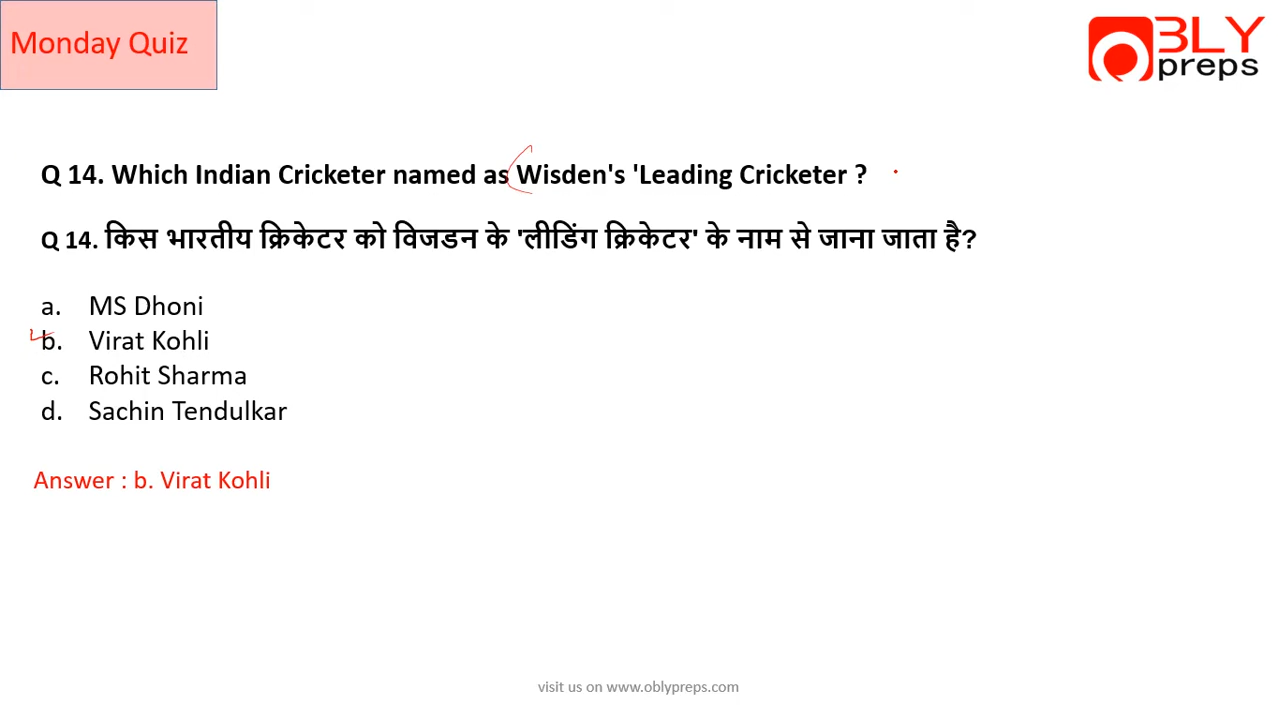 Monday Quiz
OBLY
preps
Q 14. Which Indian Cricketer named as Wisden's 'Leading Cricketer ?
Q 14. किस भारतीय क्रिकेटर को विजडन के 'लीडिंग क्रिकेटर' के नाम से जाना जाता है?
a. MS Dhoni
b. Virat Kohli
c. Rohit Sharma
d. Sachin Tendulkar
Answer : b. Virat Kohli
visit us on www.oblypreps.com